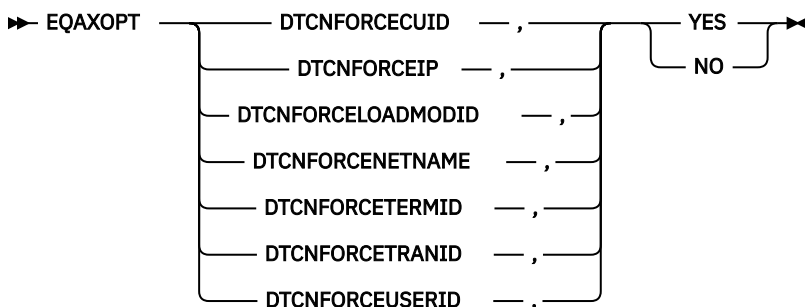 EQAXOPT DTCNFORCECUID , YES
DTCNFORCEIP , NO
DTCNFORCELOADMODID ,
DTCNFORCENETNAME ,
DTCNFORCETERMID ,
DTCNFORCETRANID ,
DTCNFORCEUSERID ,